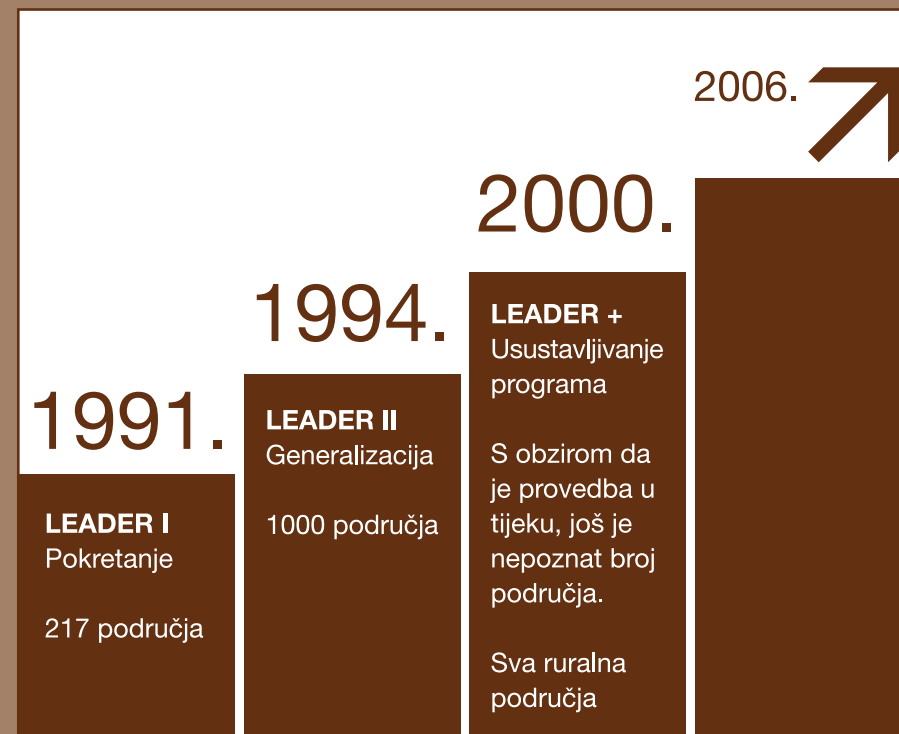 1991.
LEADER I
Pokretanje
217 područja
1994.
LEADER II
Generalizacija
1000 područja
2000.
LEADER +
Usustavljivanje
programa
S obzirom da
je provedba u
tijeku, još je
nepoznat broj
područja.
Sva ruralna
područja
2006.